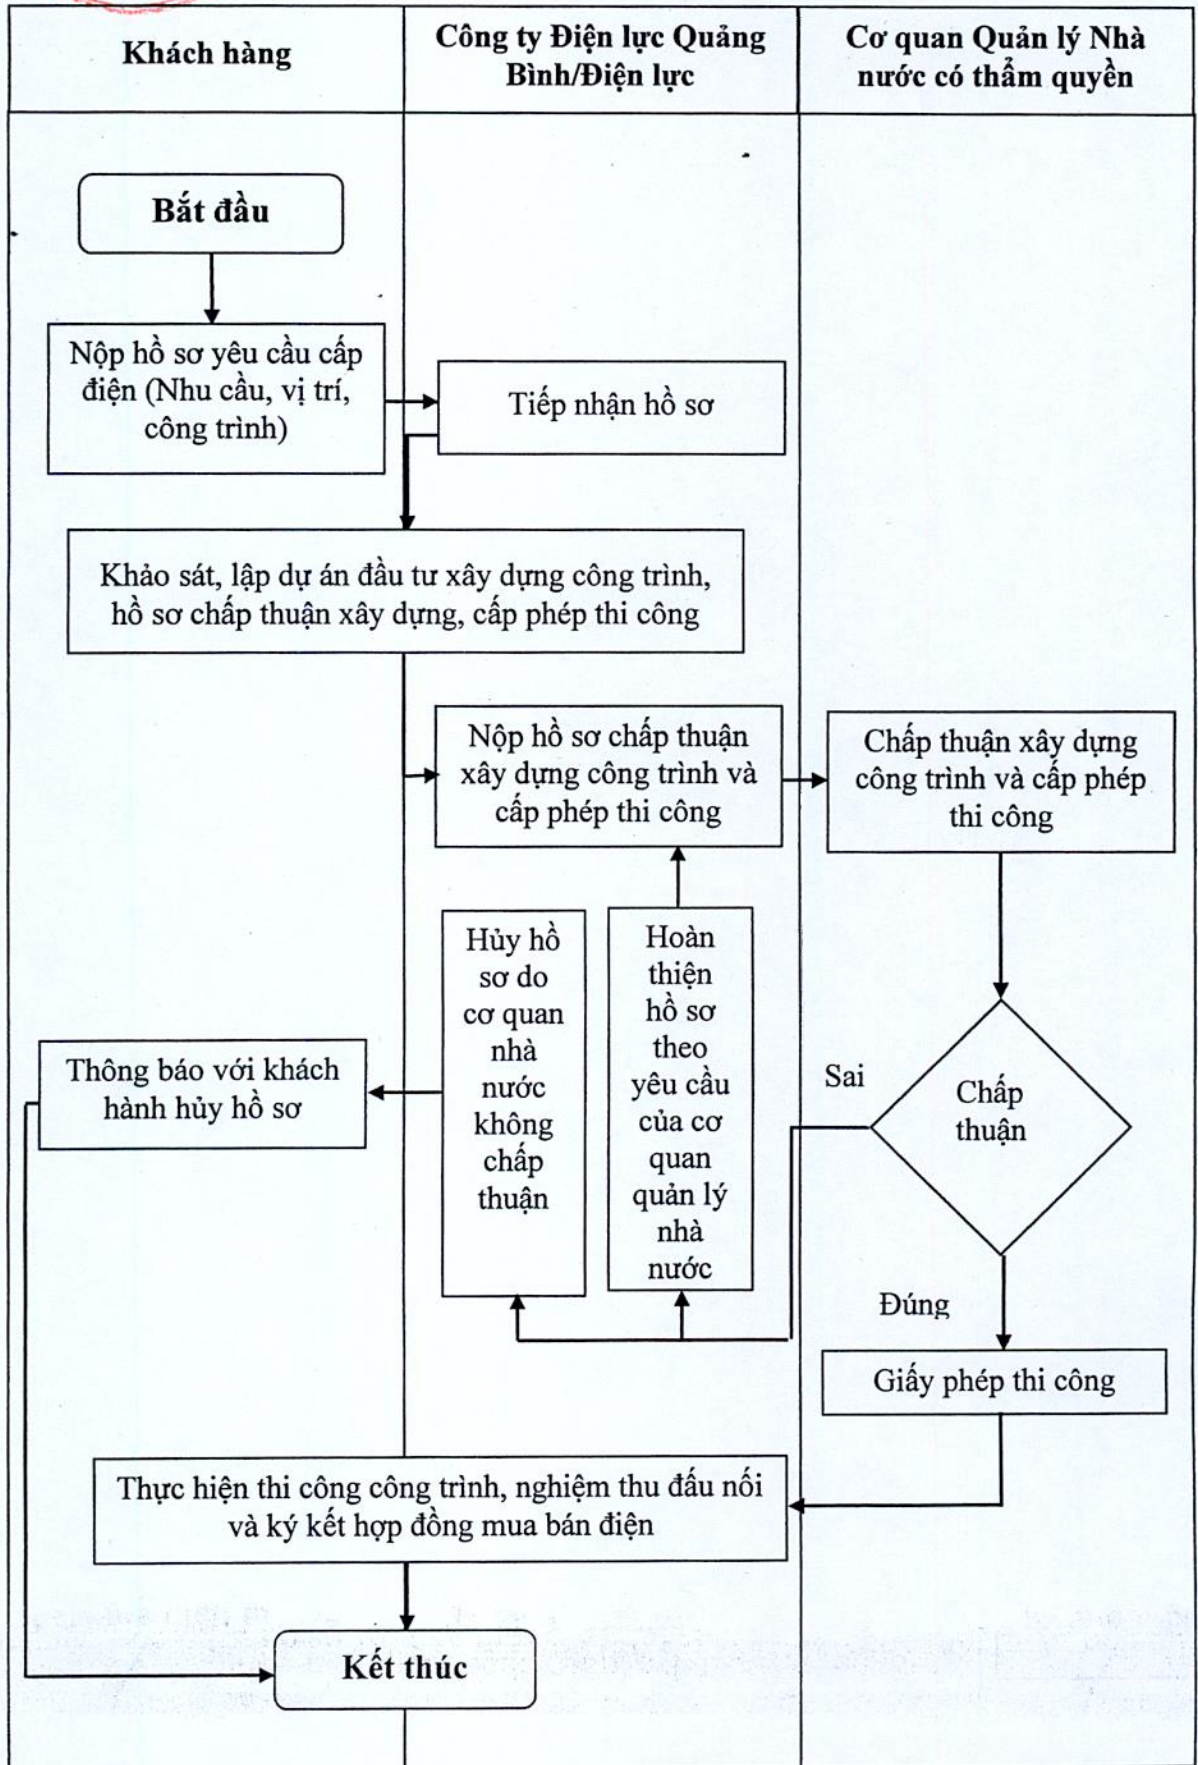 Khách hàng
Công ty Điện lực Quảng
Bình/Điện lực
Cơ quan Quản lý Nhà
nước có thẩm quyền
Bắt đầu
Nộp hồ sơ yêu cầu cấp
điện (Nhu cầu, vị trí,
công trình)
Tiếp nhận hồ sơ
Khảo sát, lập dự án đầu tư xây dựng công trình,
hồ sơ chấp thuận xây dựng, cấp phép thi công
Nộp hồ sơ chấp thuận
xây dựng công trình và
cấp phép thi công
Chấp thuận xây dựng
công trình và cấp phép
thi công
Hủy hồ
sơ do
cơ quan
nhà
nước
không
chấp
thuận
Hoàn
thiện
hồ sơ
theo
yêu cầu
của cơ
quan
quản lý
nhà
nước
Thông báo với khách
hành hủy hồ sơ
Sai
Chấp
thuận
Đúng
Giấy phép thi công
Thực hiện thi công công trình, nghiệm thu đấu nối
và ký kết hợp đồng mua bán điện
Kết thúc